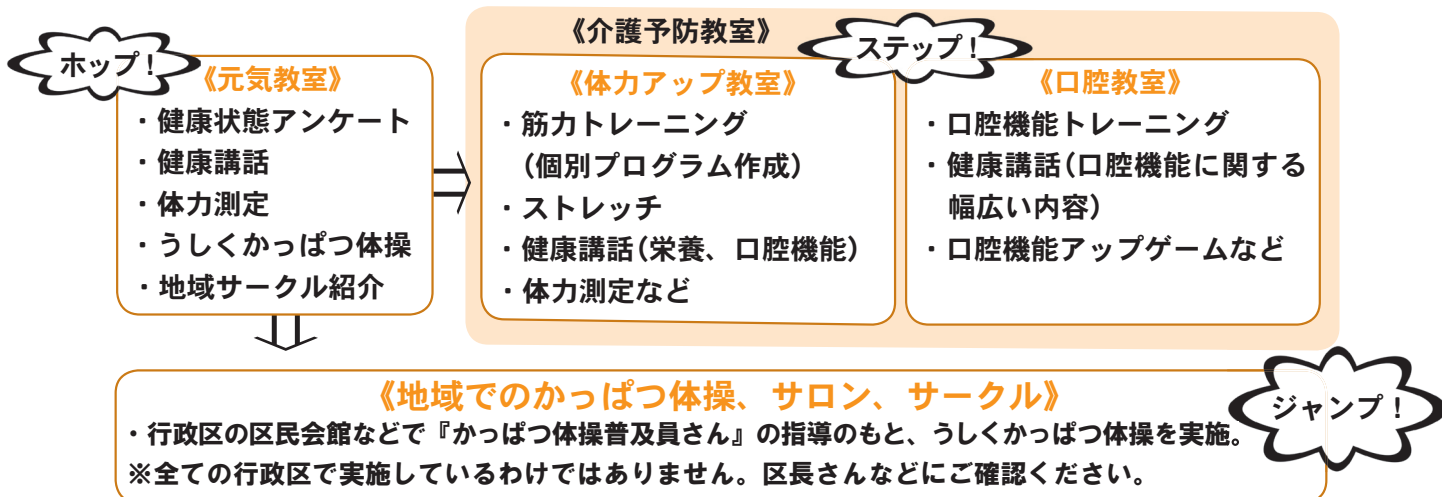 ホップ！
《元気教室》
・健康状態アンケート
・健康講話
・体力測定
・うしくかっぱつ体操
・地域サークル紹介
《介護予防教室》
ステップ！
《体力アップ教室》
・筋力トレーニング
（個別プログラム作成）
・ストレッチ
・健康講話（栄養、口腔機能）
・体力測定など
《口腔教室》
・口腔機能トレーニング
・健康講話（口腔機能に関する
幅広い内容）
・口腔機能アップゲームなど
ジャンプ！
《地域でのかっぱつ体操、サロン、サークル》
・行政区の区民会館などで『かっぱつ体操普及員さん』の指導のもと、うしくかっぱつ体操を実施。
※全ての行政区で実施しているわけではありません。区長さんなどにご確認ください。